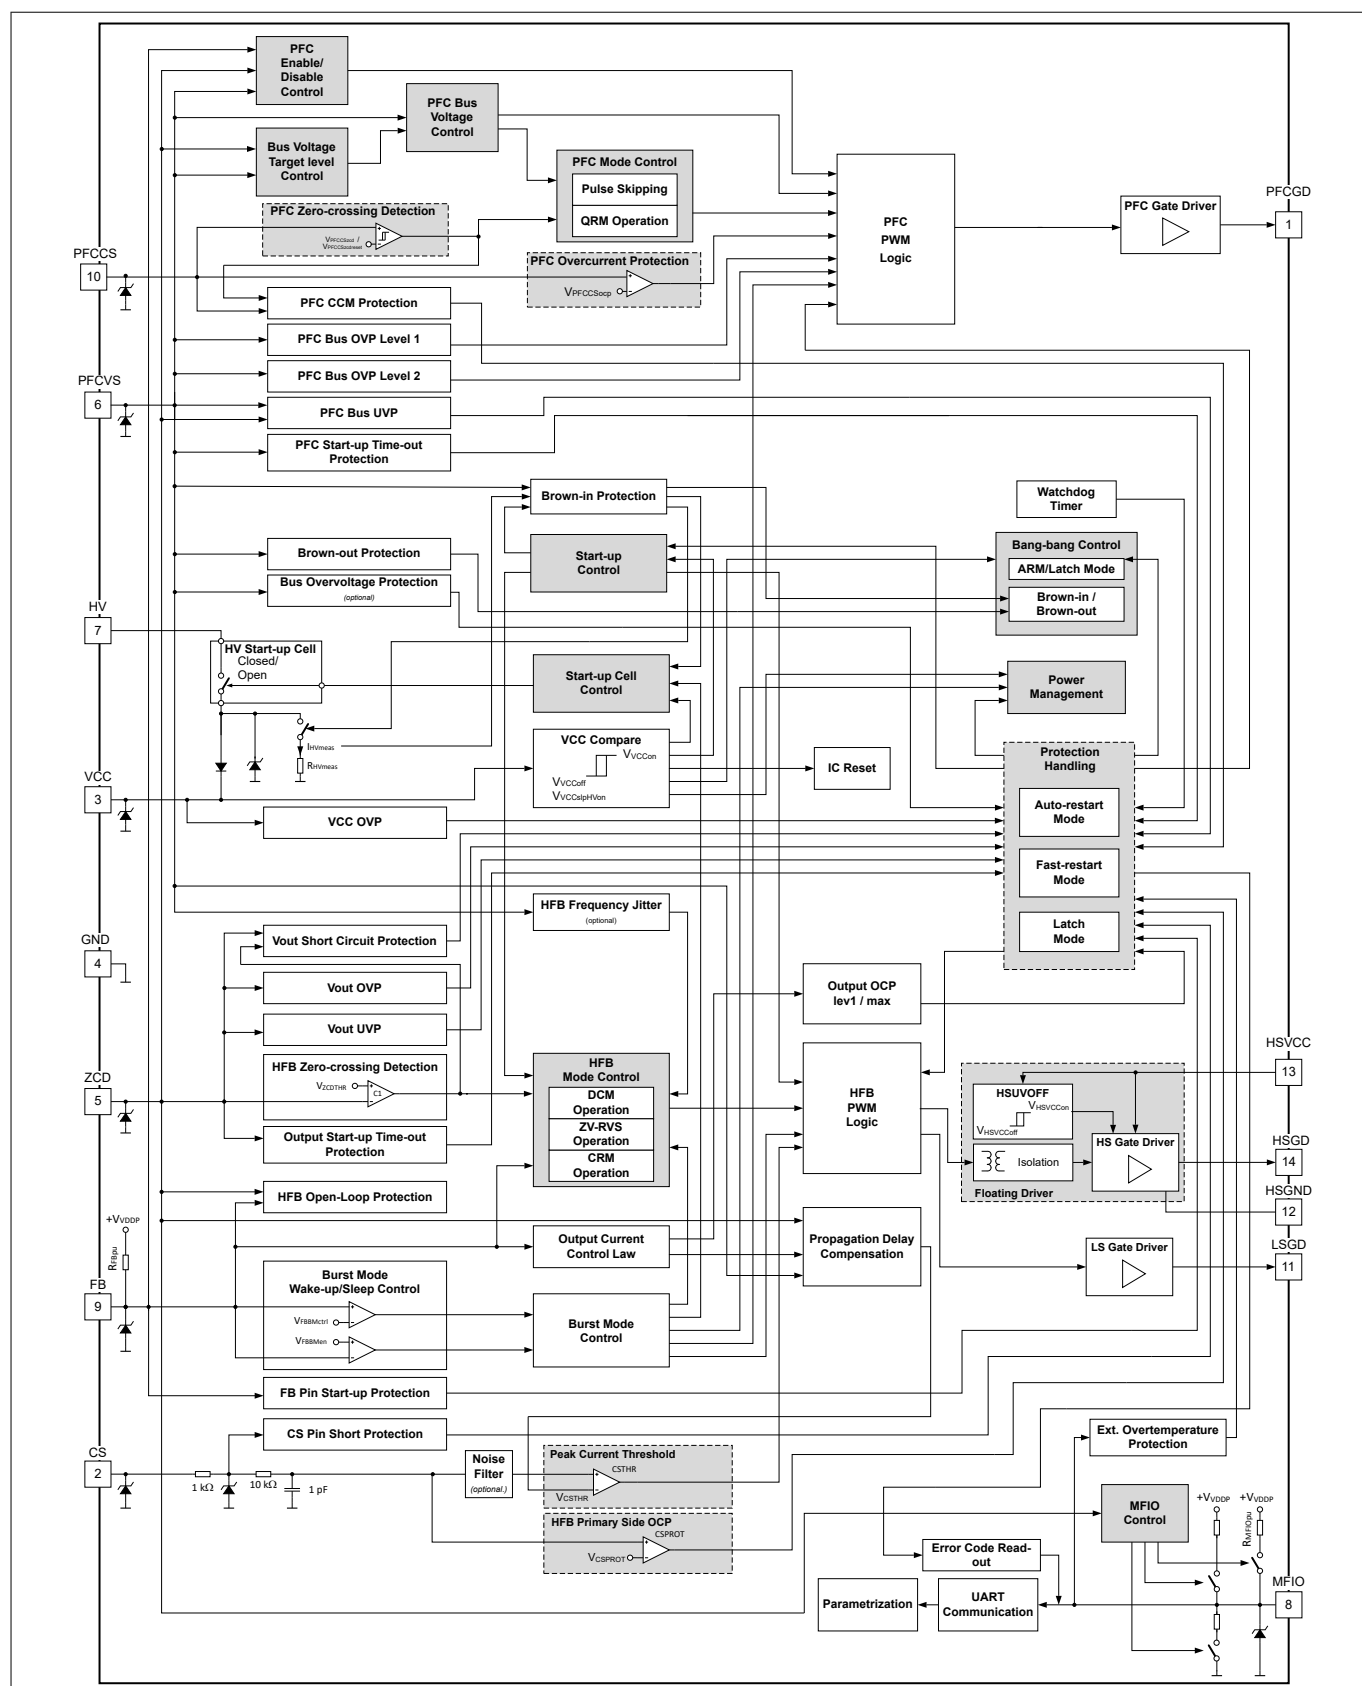 PFC
Enable/
Disable
Control
PFC Bus
Voltage
Control
Bus Voltage
Target level
Control
PFC Mode Control
Pulse Skipping
QRM Operation
PFC
PWM
Logic
PFC Gate Driver
PFCGD
1
PFC Zero-crossing Detection
VPFCCSzcd /
VPFCCSzcdreset
PFCCS
10
PFC Overcurrent Protection
VPFCCSocp
PFC CCM Protection
PFC Bus OVP Level 1
PFC Bus OVP Level 2
PFCVS
6
PFC Bus UVP
PFC Start-up Time-out
Protection
Brown-in Protection
Watchdog
Timer
Brown-out Protection
Start-up
Control
Bang-bang Control
ARM/Latch Mode
Brown-in /
Brown-out
Bus Overvoltage Protection
(optional)
HV
7
HV Start-up Cell
Closed/
Open
Start-up Cell
Control
Power
Management
IHVmeas
RHVmeas
VCC Compare
VVCCon
VVCCoff
VVCCslpHVon
IC Reset
Protection
Handling
Auto-restart
Mode
Fast-restart
Mode
Latch
Mode
VCC
3
VCC OVP
HFB Frequency Jitter
(optional)
GND
4
Vout Short Circuit Protection
Vout OVP
Vout UVP
Output OCP
lev1 / max
ZCD
5
HFB Zero-crossing Detection
VZCDTHR
C1
HFB
Mode Control
DCM
Operation
ZV-RVS
Operation
CRM
Operation
HFB
PWM
Logic
HSVCC
13
HSUVOFF
VHSVCCon
VHSVCCoff
HS Gate Driver
Isolation
Floating Driver
HSGD
14
HSGND
12
Output Start-up Time-out
Protection
HFB Open-Loop Protection
+VVDDP
RFBpu
Output Current
Control Law
Propagation Delay
Compensation
LS Gate Driver
LSGD
11
FB
9
Burst Mode
Wake-up/Sleep Control
VFBBMctrl
VFBBMen
Burst Mode
Control
FB Pin Start-up Protection
CS Pin Short Protection
CS
2
1 kΩ
10 kΩ
1 pF
Noise
Filter
(optional.)
Peak Current Threshold
CSTHR
VCSTHR
HFB Primary Side OCP
CSPROT
VCSPROT
Ext. Overtemperature
Protection
MFIO
Control
+VVDDP
+VVDDP
RMFIOpu
Error Code Read-
out
Parametrization
UART
Communication
MFIO
8